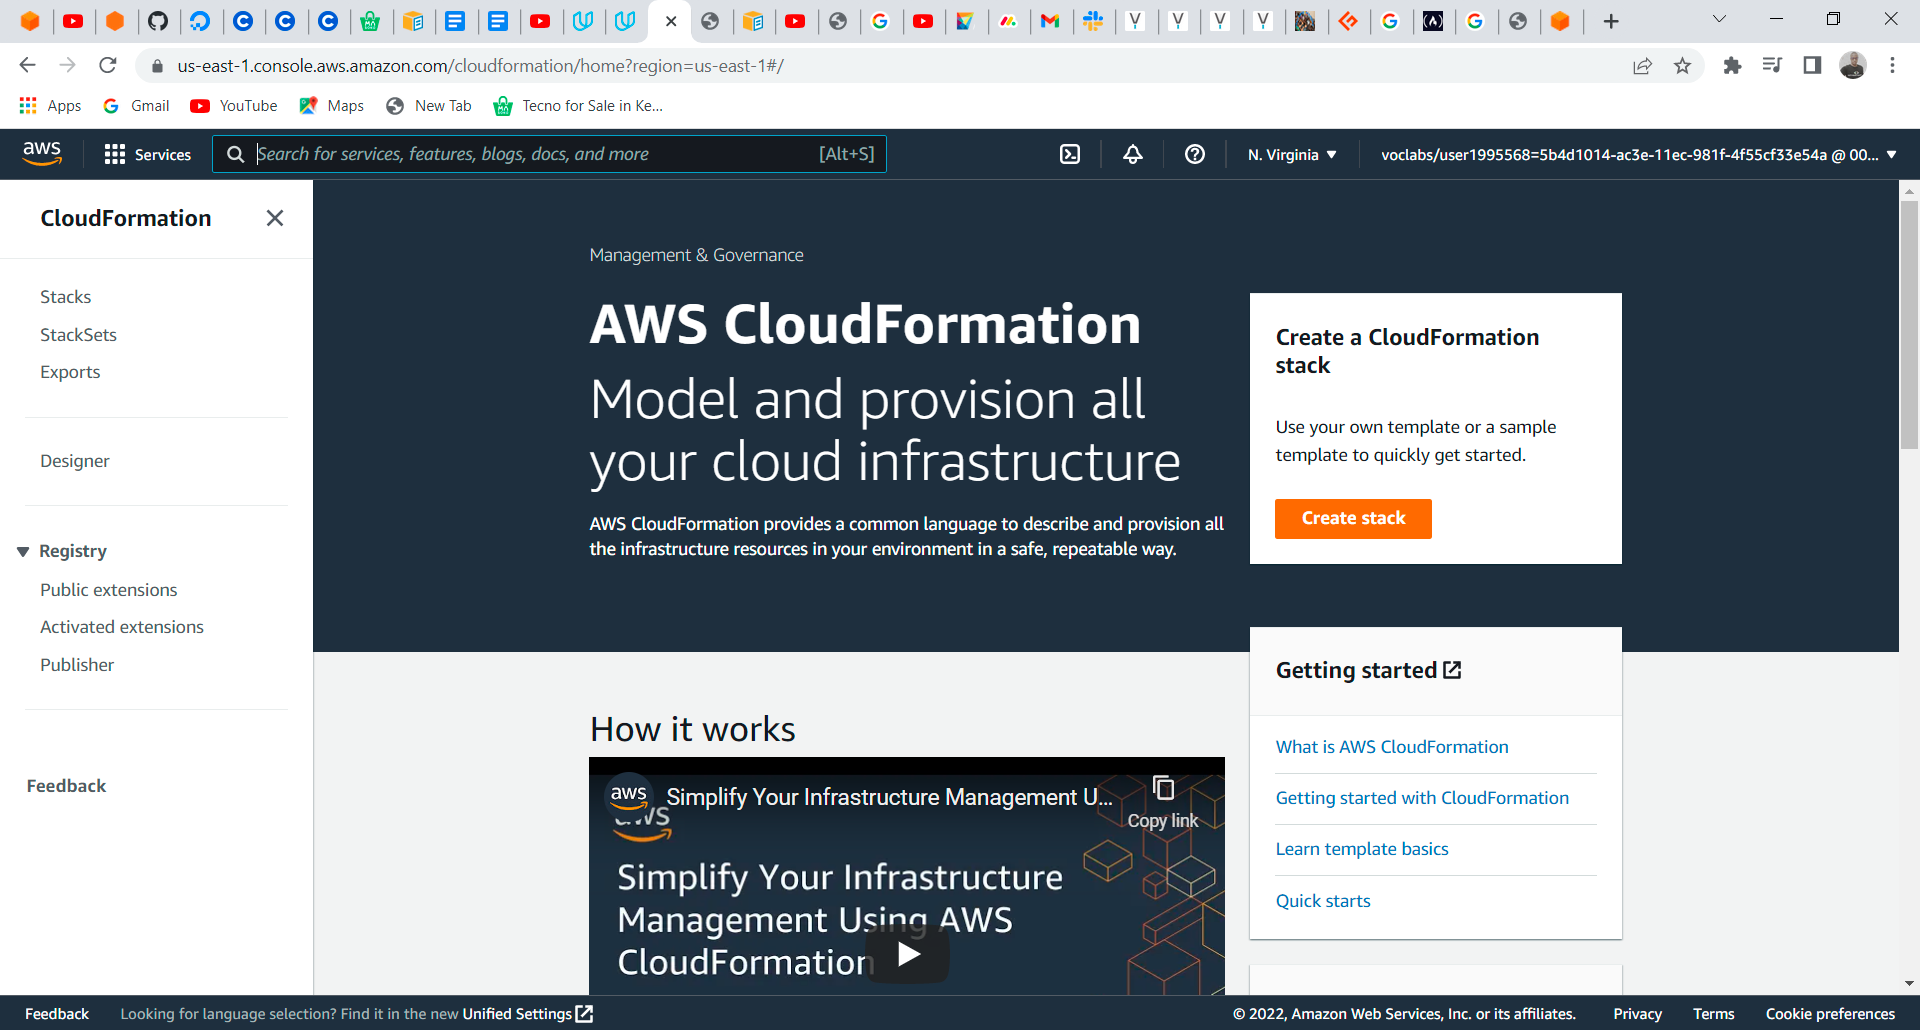 us-east-1.console.aws.amazon.com/cloudformation/home?region=us-east-1#/
Apps
Gmail
YouTube
Maps
New Tab
Tecno for Sale in Ke...
aws
Services
Search for services, features, blogs, docs, and more
[Alt+S]
N. Virginia
voclabs/user1995568=5b4d1014-ac3e-11ec-981f-4f55cf33e54a @ 00...
CloudFormation
Stacks
StackSets
Exports
Designer
Registry
Public extensions
Activated extensions
Publisher
Feedback
Management & Governance
AWS CloudFormation
Model and provision all
your cloud infrastructure
AWS CloudFormation provides a common language to describe and provision all
the infrastructure resources in your environment in a safe, repeatable way.
Create a CloudFormation
stack
Use your own template or a sample
template to quickly get started.
Create stack
Getting started
What is AWS CloudFormation
Getting started with CloudFormation
Learn template basics
Quick starts
How it works
aws
Simplify Your Infrastructure Management U...
Copy link
aws
Simplify Your Infrastructure
Management Using AWS
CloudFormation
Feedback
Looking for language selection? Find it in the new Unified Settings
© 2022, Amazon Web Services, Inc. or its affiliates.
Privacy
Terms
Cookie preferences